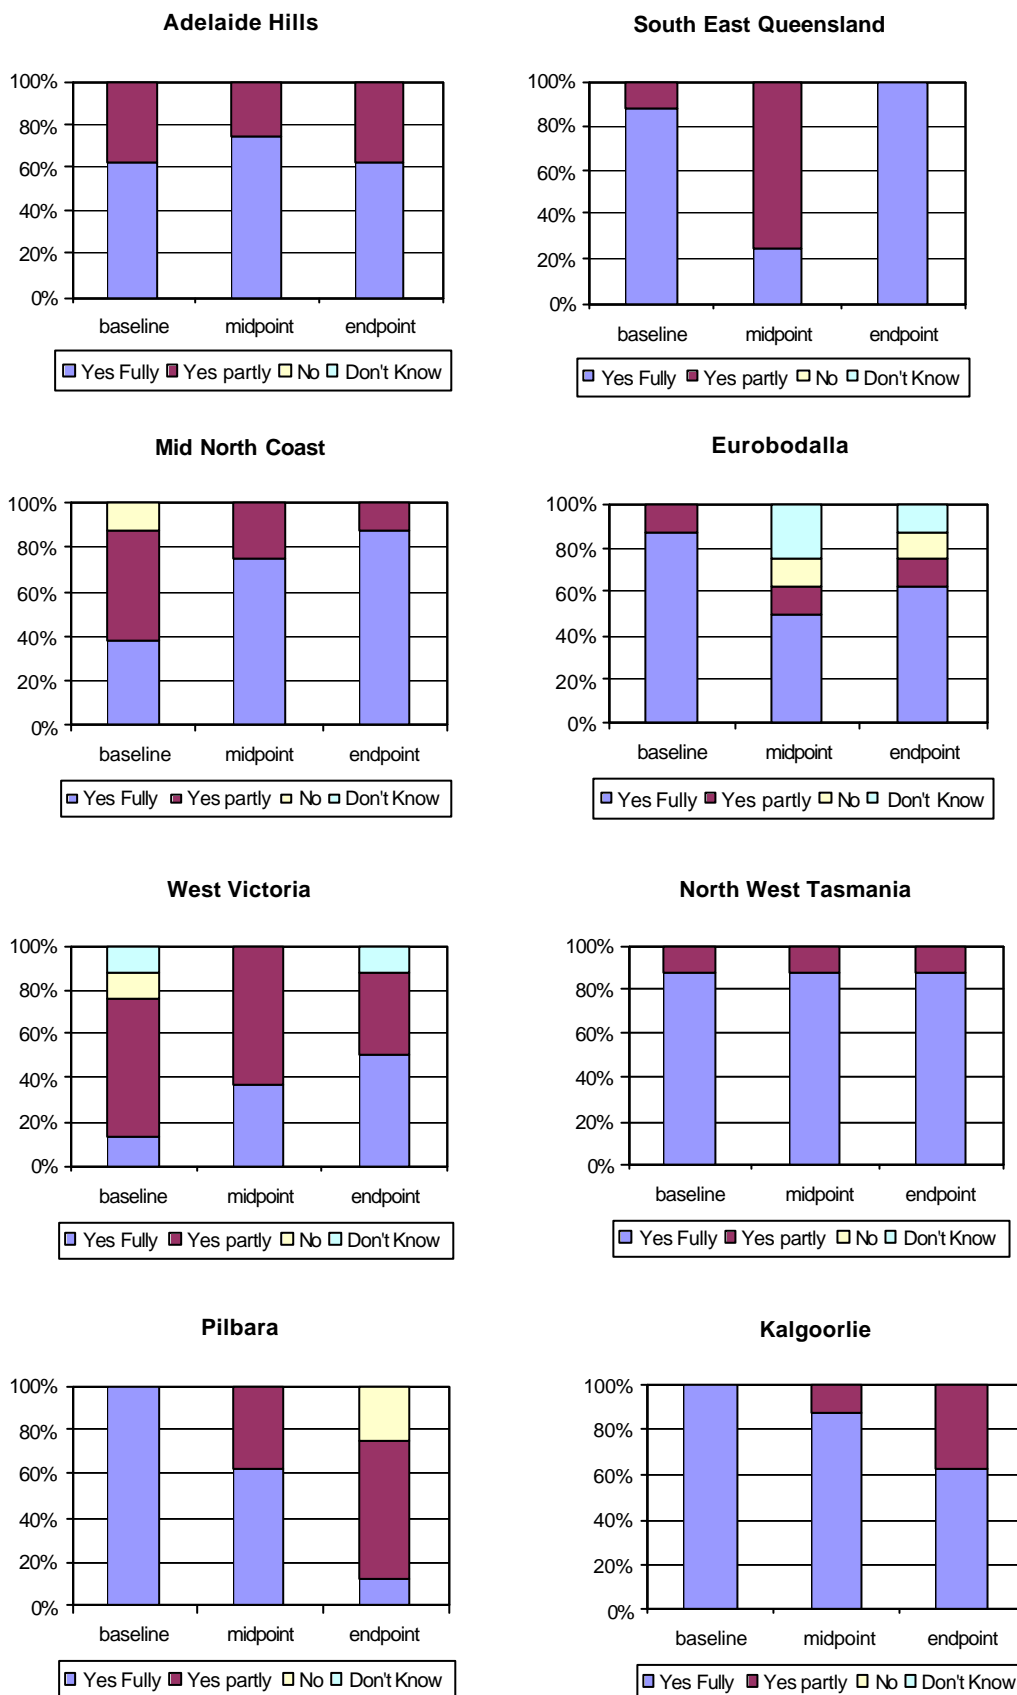 Adelaide Hills
100%
80%
60%
40%
20%
0%
baseline midpoint endpoint
Yes Fully Yes partly No Don't Know
South East Queensland
100%
80%
60%
40%
20%
0%
baseline midpoint endpoint
Yes Fully Yes partly No Don't Know
Mid North Coast
100%
80%
60%
40%
20%
0%
baseline midpoint endpoint
Yes Fully Yes partly No Don't Know
Eurobodalla
100%
80%
60%
40%
20%
0%
baseline midpoint endpoint
Yes Fully Yes partly No Don't Know
West Victoria
100%
80%
60%
40%
20%
0%
baseline midpoint endpoint
Yes Fully Yes partly No Don't Know
North West Tasmania
100%
80%
60%
40%
20%
0%
baseline midpoint endpoint
Yes Fully Yes partly No Don't Know
Pilbara
100%
80%
60%
40%
20%
0%
baseline midpoint endpoint
Yes Fully Yes partly No Don't Know
Kalgoorlie
100%
80%
60%
40%
20%
0%
baseline midpoint endpoint
Yes Fully Yes partly No Don't Know